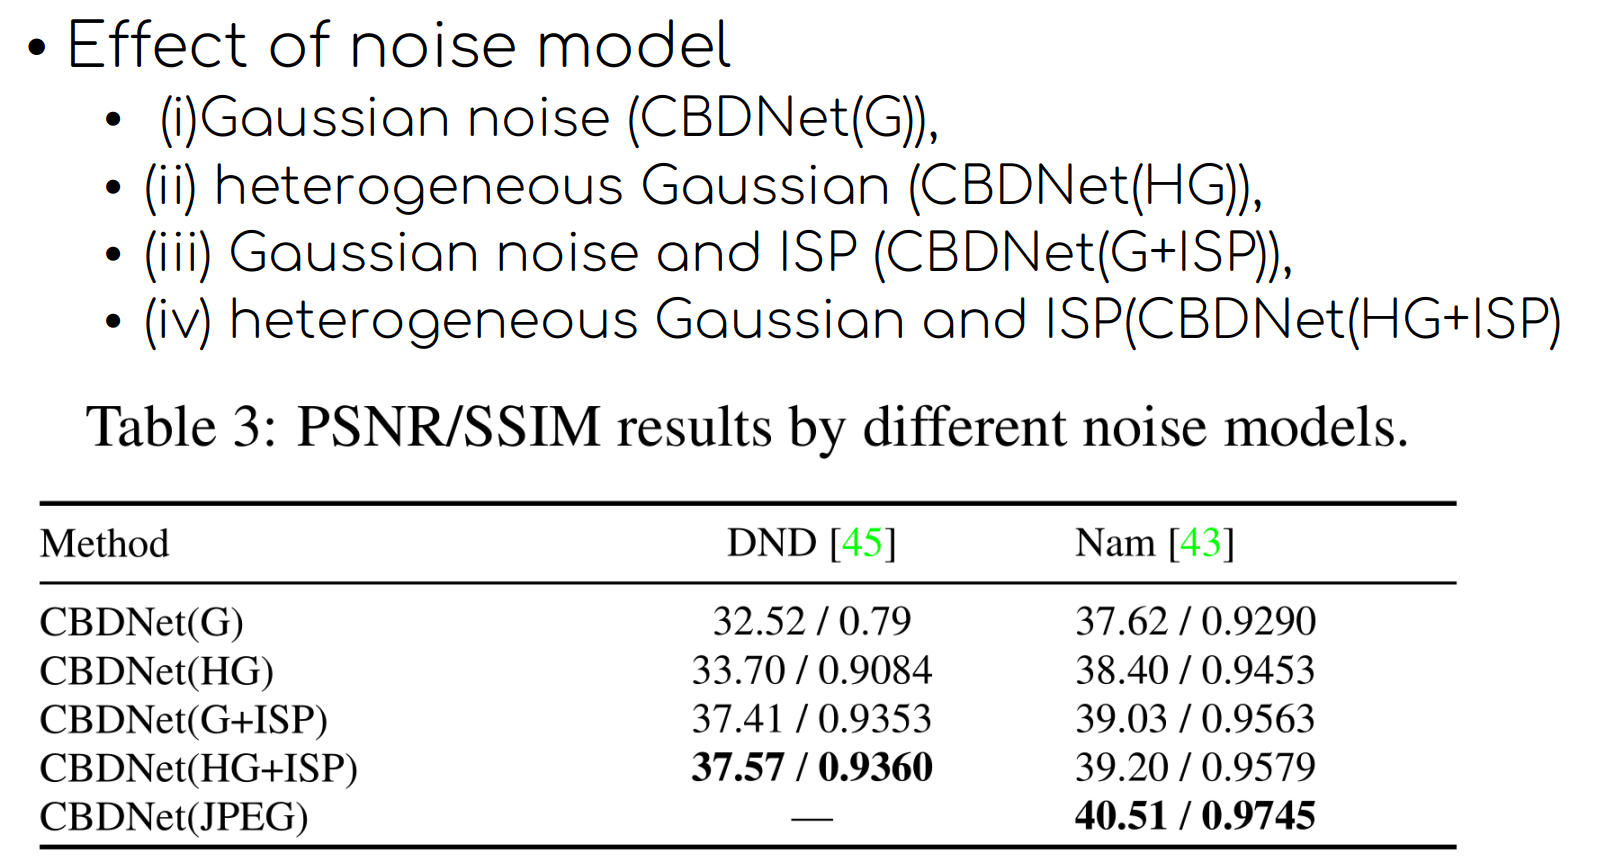 • Effect of noise model
• (i)Gaussian noise (CBDNet(G)),
• (ii) heterogeneous Gaussian (CBDNet(HG)),
• (iii) Gaussian noise and ISP (CBDNet(G+ISP)),
• (iv) heterogeneous Gaussian and ISP(CBDNet(HG+ISP)
Table 3: PSNR/SSIM results by different noise models.
Method DND [45] Nam [43]
CBDNet(G) 32.52 / 0.79 37.62 / 0.9290
CBDNet(HG) 33.70 / 0.9084 38.40 / 0.9453
CBDNet(G+ISP) 37.41 / 0.9353 39.03 / 0.9563
CBDNet(HG+ISP) 37.57 / 0.9360 39.20 / 0.9579
CBDNet(JPEG) — 40.51 / 0.9745